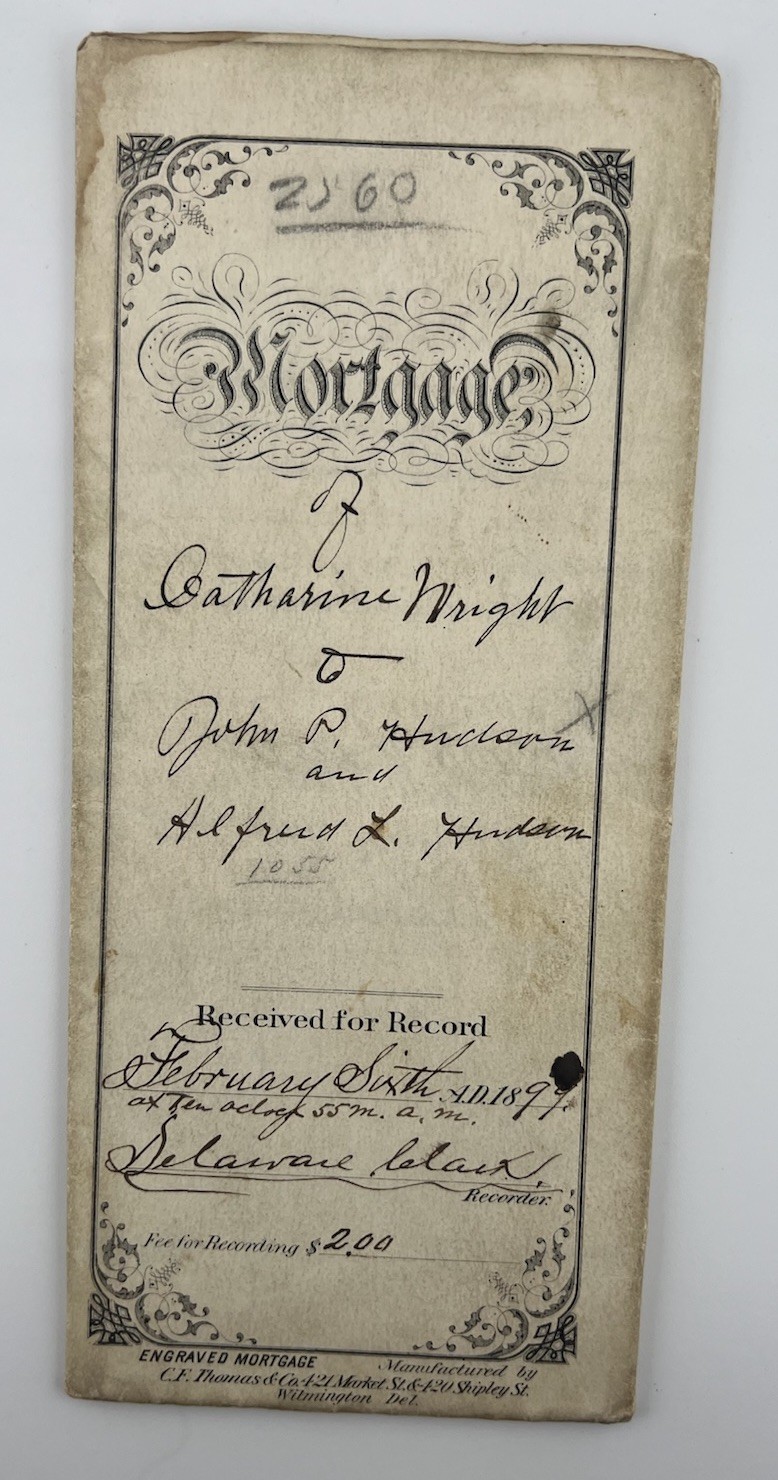 2560
Mortgage,
of
Catharine Wright
to
John P. Hudson
and
Alfred L. Hudson
1055
Received for Record
February Sixth A.D. 1899.
at Ten oclock 55 m. a. m.
Delaware Clark,
Recorder.
Fee for Recording $ 2.00
ENGRAVED MORTGAGE Manufactured by
C.F. Thomas & Co. 421 Market St. & 420 Shipley St.
Wilmington Del.